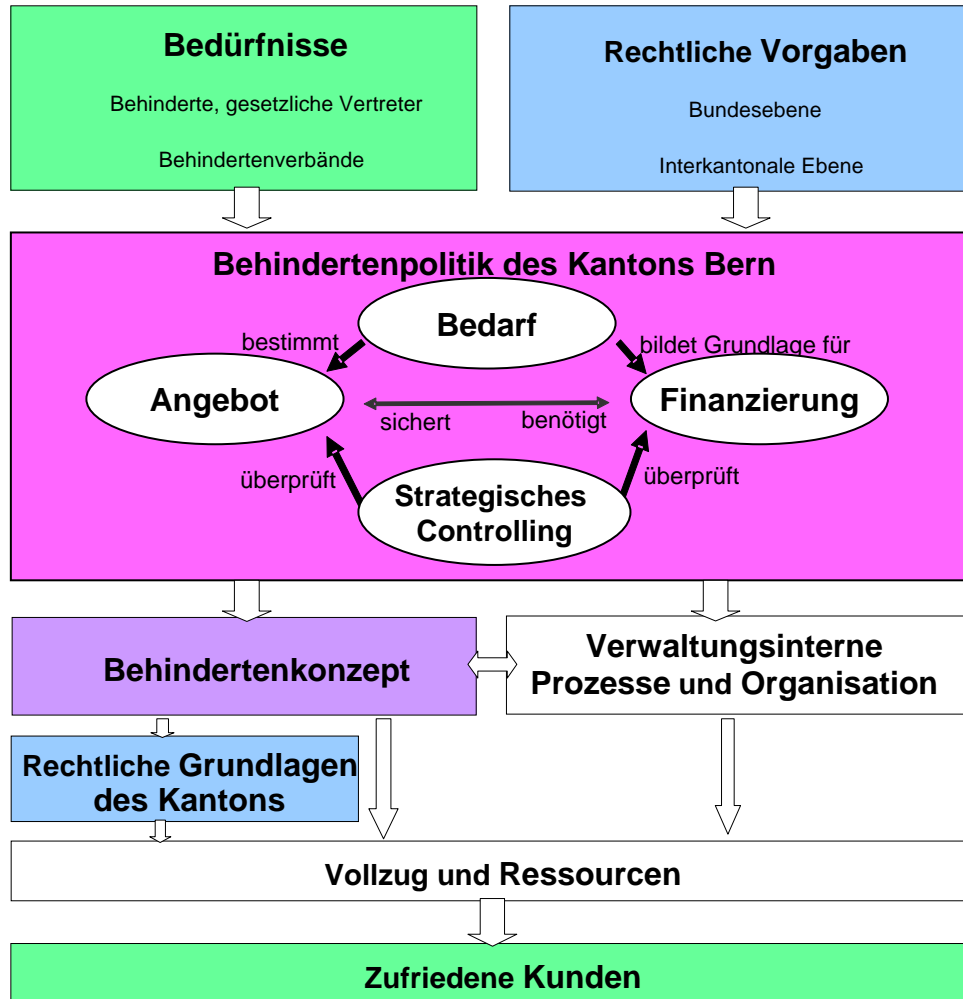 Bedürfnisse
Behinderte, gesetzliche Vertreter
Behindertenverbände
Rechtliche Vorgaben
Bundesebene
Interkantonale Ebene
Behindertenpolitik des Kantons Bern
Bedarf
bestimmt
bildet Grundlage für
Angebot
Finanzierung
sichert
benötigt
überprüft
überprüft
Strategisches
Controlling
Behindertenkonzept
Verwaltungsinterne
Prozesse und Organisation
Rechtliche Grundlagen
des Kantons
Vollzug und Ressourcen
Zufriedene Kunden